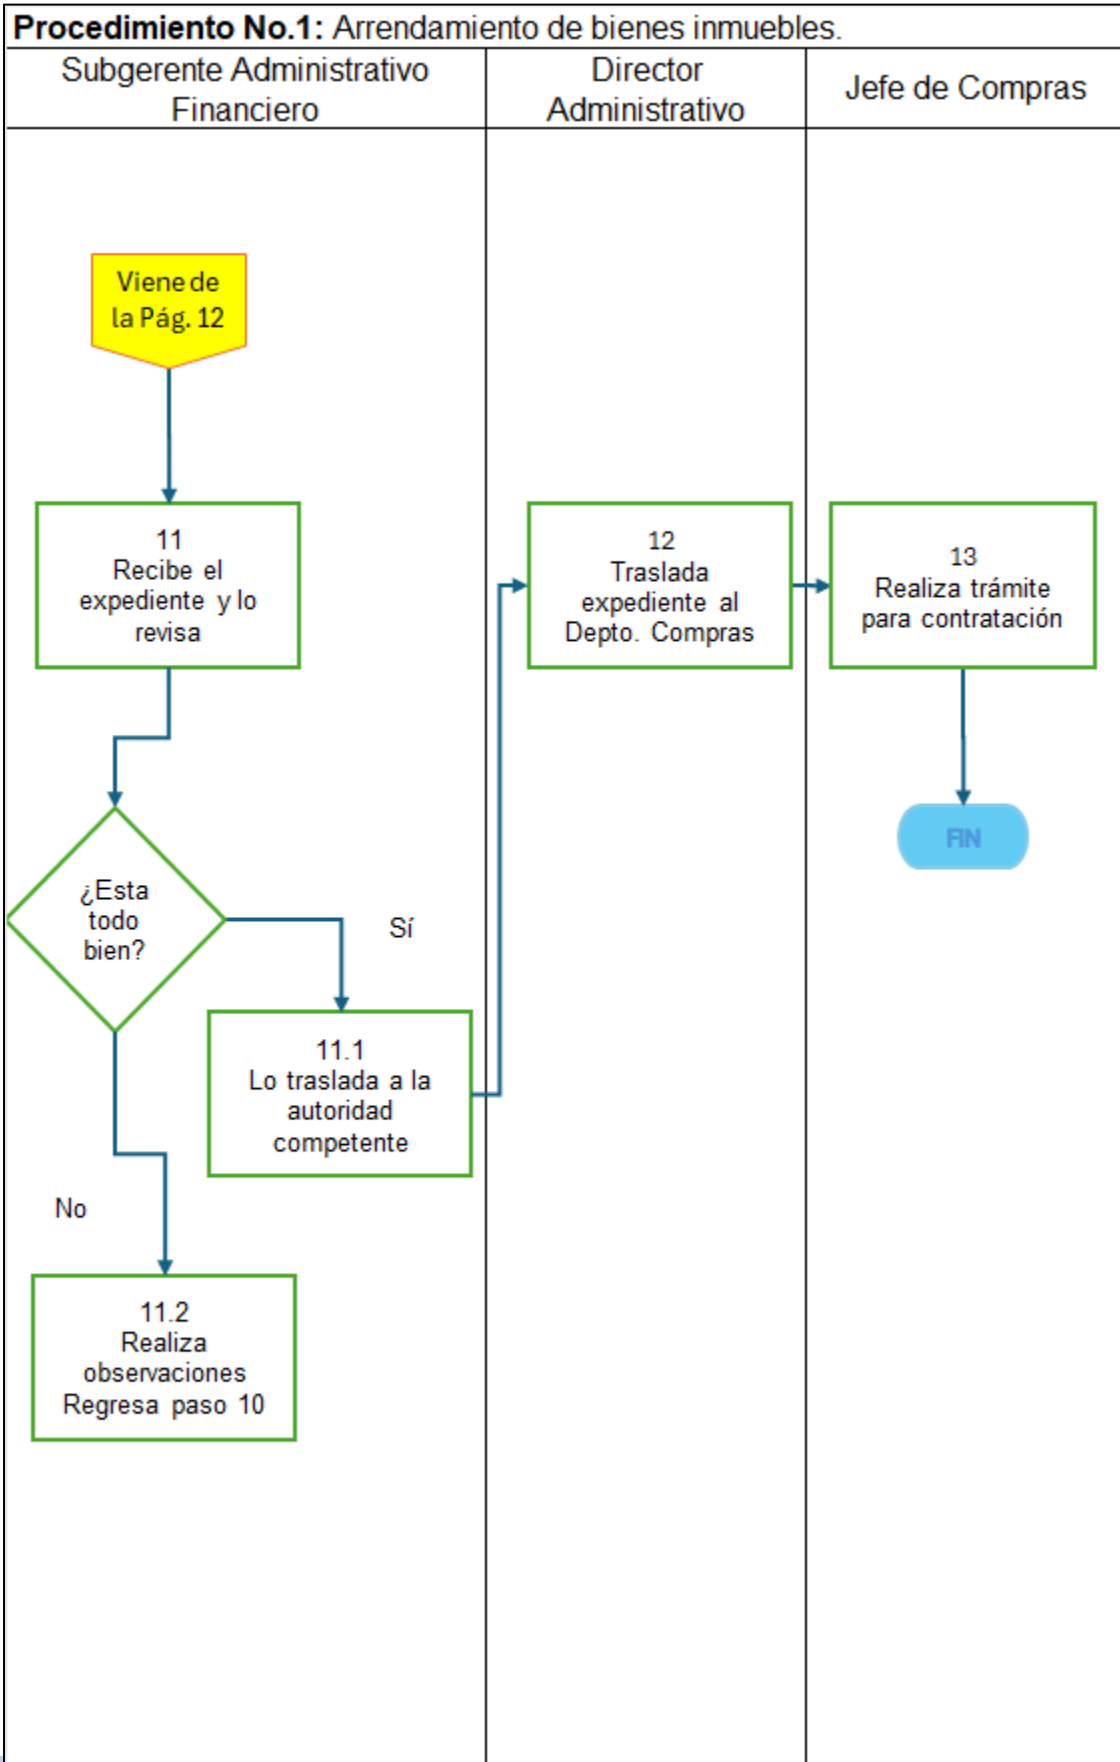 Procedimiento No.1: Arrendamiento de bienes inmuebles.
Subgerente Administrativo
Financiero
Director
Administrativo
Jefe de Compras
Viene de
la Pág. 12
11
Recibe el
expediente y lo
revisa
12
Traslada
expediente al
Depto. Compras
13
Realiza trámite
para contratación
FIN
¿Esta
todo
bien?
Sí
11.1
Lo traslada a la
autoridad
competente
No
11.2
Realiza
observaciones
Regresa paso 10